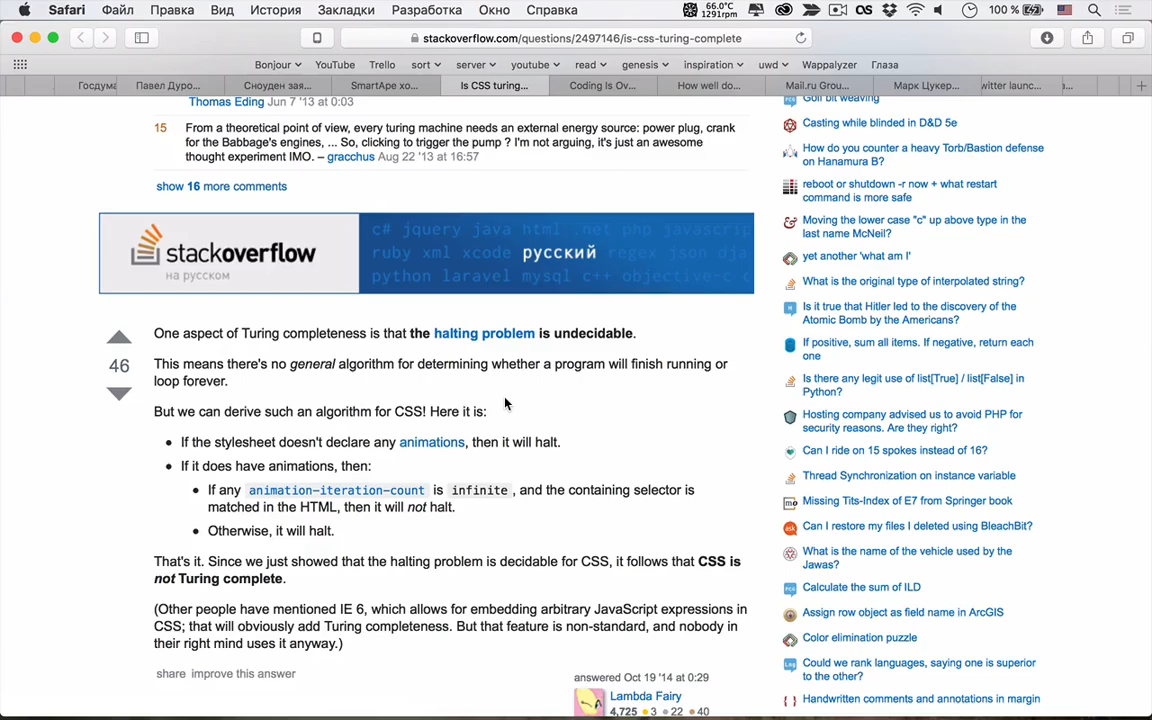 Safari Файл Правка Вид История Закладки Разработка Окно Справка 66.0°C 1291rpm 100 %
stackoverflow.com/questions/2497146/is-css-turing-complete
Bonjour YouTube Trello sort server youtube read genesis inspiration uwd Wappalyzer Глаза
Госдума Павел Дуро... Сноуден зая... SmartApe хо... Is CSS turing... Coding Is Ov... How well do... Mail.ru Grou... Марк Цукер... witter launc...
Thomas Eding Jun 7 '13 at 0:03
15 From a theoretical point of view, every turing machine needs an external energy source: power plug, crank
for the Babbage's engines, ... So, clicking to trigger the pump ? I'm not arguing, it's just an awesome
thought experiment IMO. – gracchus Aug 22 '13 at 16:57
show 16 more comments
stackoverflow
на русском
c# jquery java html .net php javascrip
ruby xml xcode русский regex json dja
python laravel mysql c++ objective-c c
46
One aspect of Turing completeness is that the halting problem is undecidable.
This means there's no general algorithm for determining whether a program will finish running or
loop forever.
But we can derive such an algorithm for CSS! Here it is:
• If the stylesheet doesn't declare any animations, then it will halt.
• If it does have animations, then:
• If any animation-iteration-count is infinite, and the containing selector is
matched in the HTML, then it will not halt.
• Otherwise, it will halt.
That's it. Since we just showed that the halting problem is decidable for CSS, it follows that CSS is
not Turing complete.
(Other people have mentioned IE 6, which allows for embedding arbitrary JavaScript expressions in
CSS; that will obviously add Turing completeness. But that feature is non-standard, and nobody in
their right mind uses it anyway.)
share improve this answer
answered Oct 19 '14 at 0:29
Lambda Fairy
4,725 3 22 40
Golf bit weaving
Casting while blinded in D&D 5e
How do you counter a heavy Torb/Bastion defense
on Hanamura B?
reboot or shutdown -r now + what restart
command is more safe
Moving the lower case "c" up above type in the
last name McNeil?
yet another 'what am I'
What is the original type of interpolated string?
Is it true that Hitler led to the discovery of the
Atomic Bomb by the Americans?
If positive, sum all items. If negative, return each
one
Is there any legit use of list[True] / list[False] in
Python?
Hosting company advised us to avoid PHP for
security reasons. Are they right?
Can I ride on 15 spokes instead of 16?
Thread Synchronization on instance variable
Missing Tits-Index of E7 from Springer book
Can I restore my files I deleted using BleachBit?
What is the name of the vehicle used by the
Jawas?
Calculate the sum of ILD
Assign row object as field name in ArcGIS
Color elimination puzzle
Could we rank languages, saying one is superior
to the other?
Handwritten comments and annotations in margin